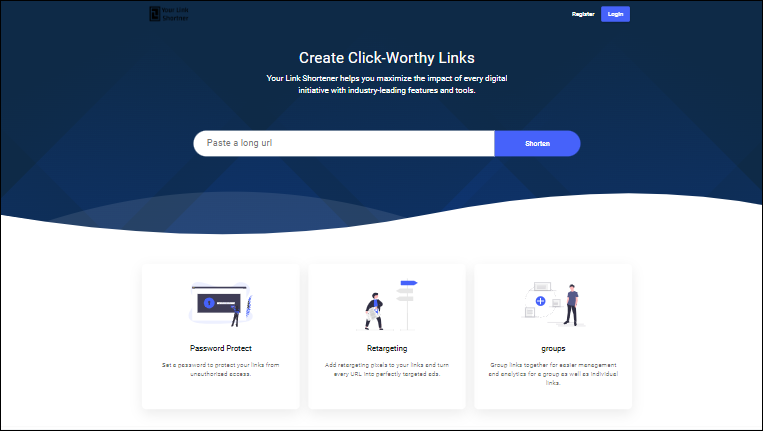 Your Link
Shortner
Register
Login
Create Click-Worthy Links
Your Link Shortener helps you maximize the impact of every digital
initiative with industry-leading features and tools.
Paste a long url
Shorten
Password Protect
Set a password to protect your links from
unauthorized access.
Retargeting
Add retargeting pixels to your links and turn
every URL into perfectly targeted ads.
groups
Group links together for easier management
and analytics for a group as well as individual
links.